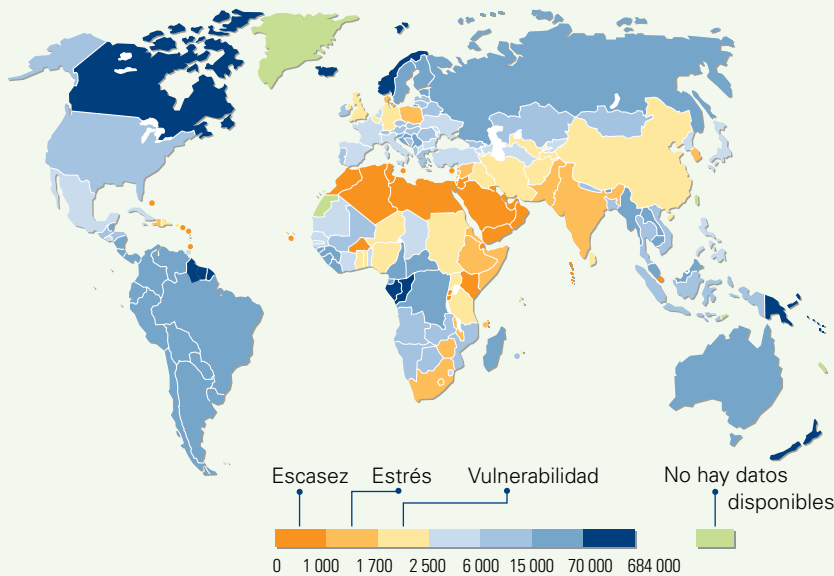 Escasez Estrés Vulnerabilidad No hay datos
disponibles
0 1 000 1 700 2 500 6 000 15 000 70 000 684 000